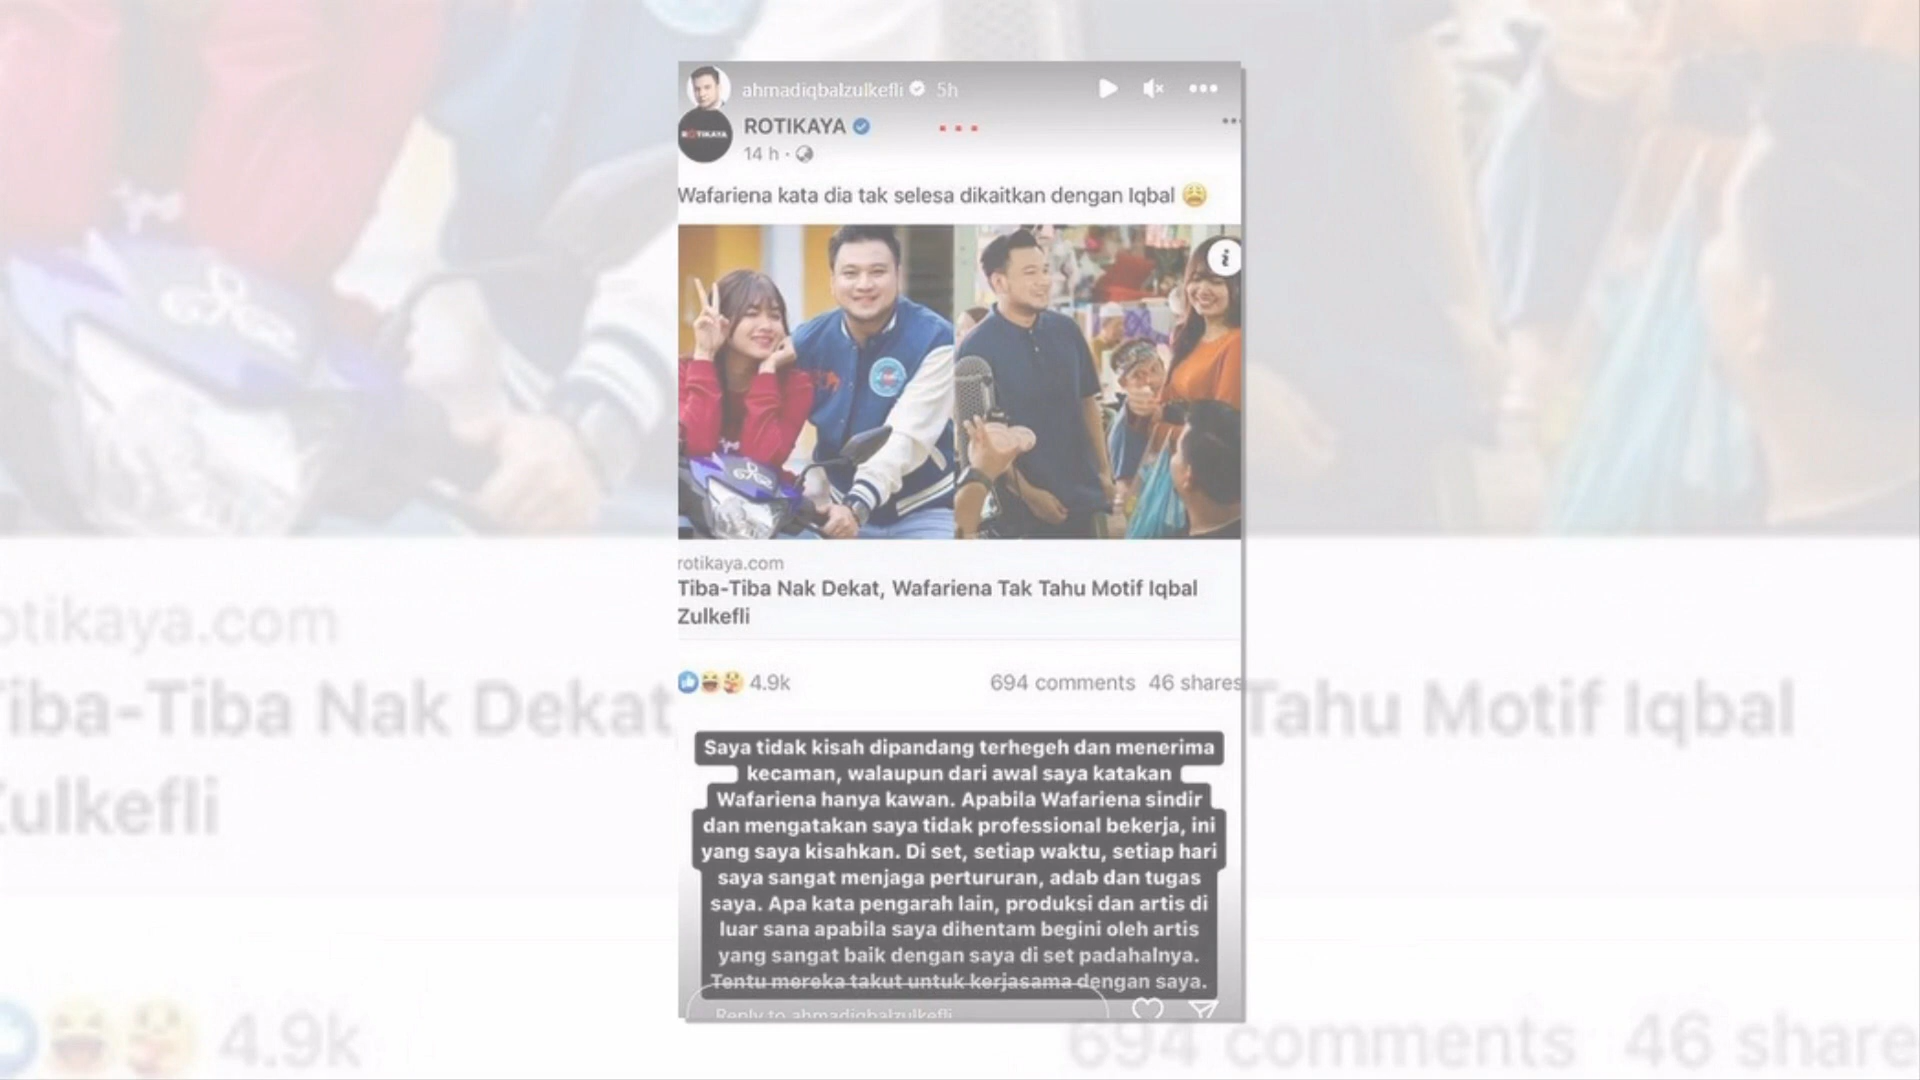 ahmadiqbalzulkefli 5h
ROTIKAYA
ROTIKAYA
14 h ·
Wafariena kata dia tak selesa dikaitkan dengan Iqbal 😩
rotikaya.com
Tiba-Tiba Nak Dekat, Wafariena Tak Tahu Motif Iqbal
Zulkefli
4.9k 694 comments 46 shares
Saya tidak kisah dipandang terhegeh dan menerima
kecaman, walaupun dari awal saya katakan
Wafariena hanya kawan. Apabila Wafariena sindir
dan mengatakan saya tidak professional bekerja, ini
yang saya kisahkan. Di set, setiap waktu, setiap hari
saya sangat menjaga pertururan, adab dan tugas
saya. Apa kata pengarah lain, produksi dan artis di
luar sana apabila saya dihentam begini oleh artis
yang sangat baik dengan saya di set padahalnya.
Tentu mereka takut untuk kerjasama dengan saya.
Reply to ahmadiqbalzulkefli
otikaya.com
Tiba-Tiba Nak Dekat
Tahu Motif Iqbal
Zulkefli
4.9k
694 comments 46 share